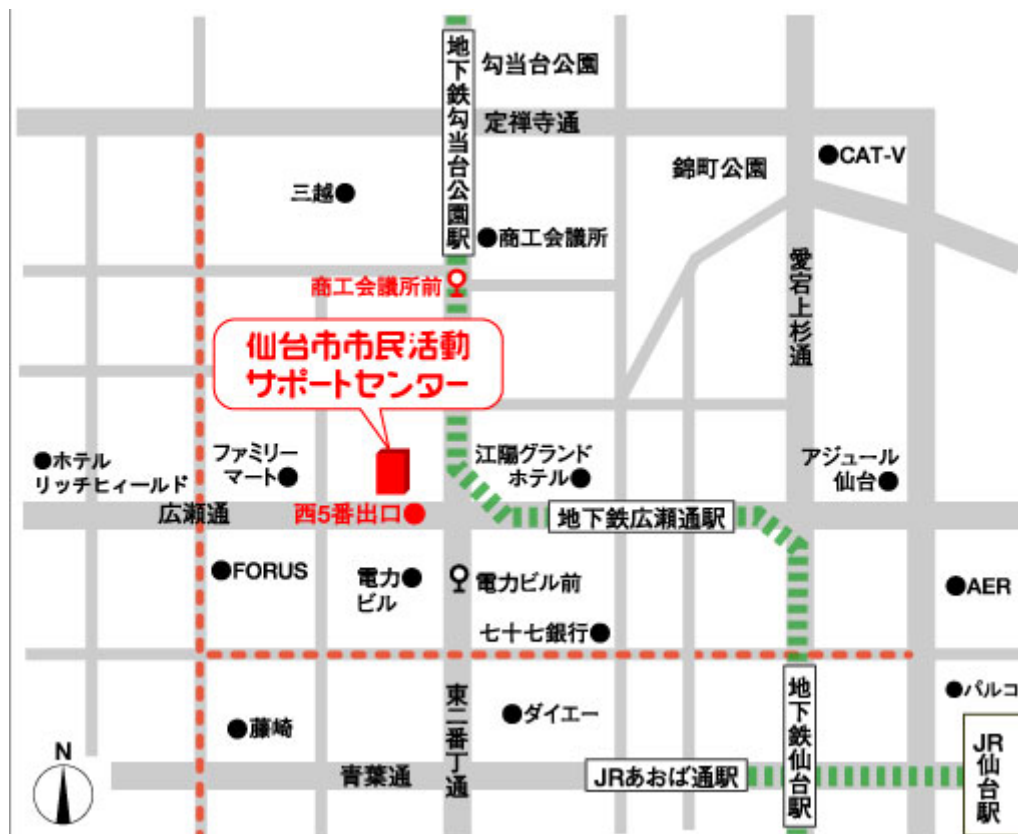 地下鉄勾当台公園駅
勾当台公園
定禅寺通
●CAT-V
錦町公園
三越●
●商工会議所
商工会議所前
愛宕上杉通
仙台市市民活動
サポートセンター
●ホテル
リッチヒィールド
ファミリー
マート●
江陽グランド
ホテル●
アジュール
仙台●
広瀬通
西5番出口●
地下鉄広瀬通駅
●FORUS
電力●
ビル
電力ビル前
●AER
七十七銀行●
●パルコ
地下鉄仙台駅
東二番丁通
●藤崎
●ダイエー
JR仙台駅
N
青葉通
JRあおば通駅